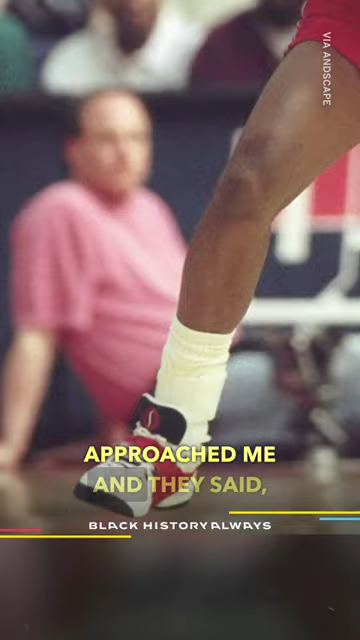 VIA ANDSCAPE
APPROACHED ME
AND THEY SAID,
BLACK HISTORY ALWAYS